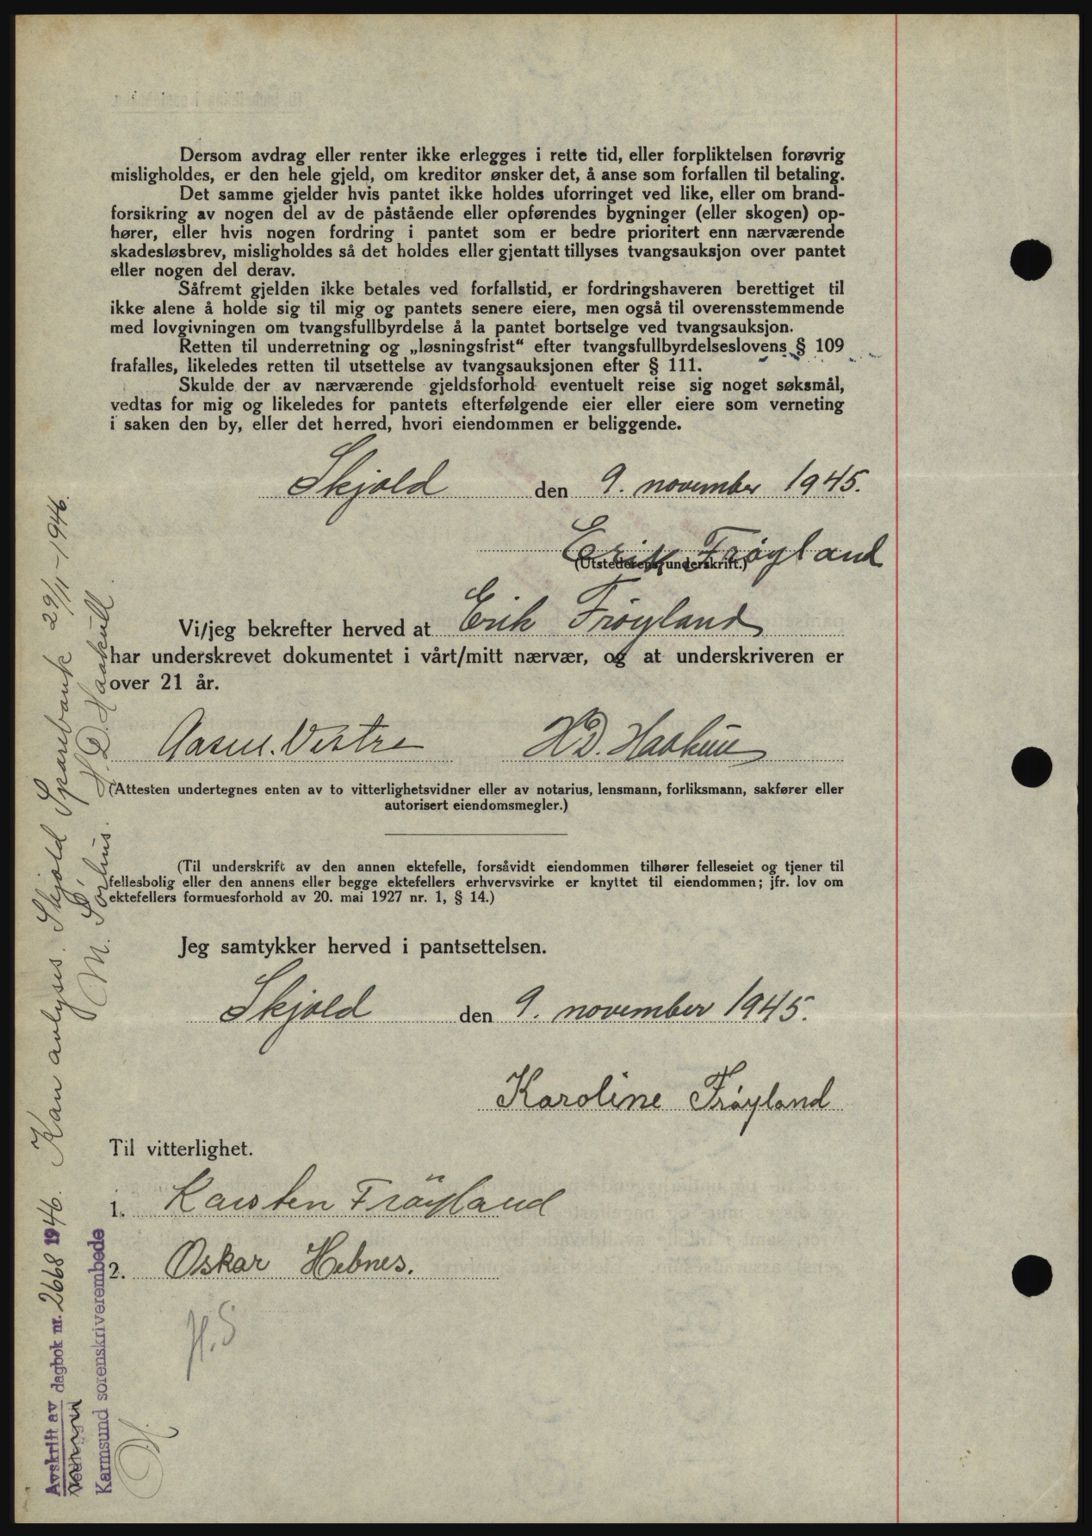 Dersom avdrag eller renter ikke erlegges i rette tid, eller forpliktelsen forøvrig
misligholdes, er den hele gjeld, om kreditor ønsker det, å anse som forfallen til betaling.
Det samme gjelder hvis pantet ikke holdes uforringet ved like, eller om brand-
forsikring av nogen del av de påstående eller opførendes bygninger (eller skogen) op-
hører, eller hvis nogen fordring i pantet som er bedre prioritert enn nærværende
skadesløsbrev, misligholdes så det holdes eller gjentatt tillyses tvangsauksjon over pantet
eller nogen del derav.
Såfremt gjelden ikke betales ved forfallstid, er fordringshaveren berettiget til
ikke alene å holde sig til mig og pantets senere eiere, men også til overensstemmende
med lovgivningen om tvangsfullbyrdelse å la pantet bortselge ved tvangsauksjon.
Retten til underretning og „løsningsfrist“ efter tvangsfullbyrdelseslovens § 109
frafalles, likeledes retten til utsettelse av tvangsauksjonen efter § 111.
Skulde der av nærværende gjeldsforhold eventuelt reise sig noget søksmål,
vedtas for mig og likeledes for pantets efterfølgende eier eller eiere som verneting
i saken den by, eller det herred, hvori eiendommen er beliggende.
Skjold den 9. november 1945.
Erik Frøyland
(Utstederens underskrift.)
Vi/jeg bekrefter herved at Erik Frøyland
har underskrevet dokumentet i vårt/mitt nærvær, og at underskriveren er
over 21 år.
Vestre H.D. Haakull
(Attesten undertegnes enten av to vitterlighetsvidner eller av notarius, lensmann, forliksmann, sakfører eller
autorisert eiendomsmegler.)
(Til underskrift av den annen ektefelle, forsåvidt eiendommen tilhører felleseiet og tjener til
fellesbolig eller den annens eller begge ektefellers erhvervsvirke er knyttet til eiendommen; jfr. lov om
ektefellers formuesforhold av 20. mai 1927 nr. 1, § 14.)
Jeg samtykker herved i pantsettelsen.
Skjold den 9. november 1945.
Karoline Frøyland
Til vitterlighet.
1. Karsten Frøyland
2. Oskar Hebnes.
H.S
Avskrift av dagbok nr. 2668 1946. Kan avlyses. Skjold Sparebank 29/11-1946.
M. Sørhus. H.D. Haakull
Karmsund sorenskriverembede